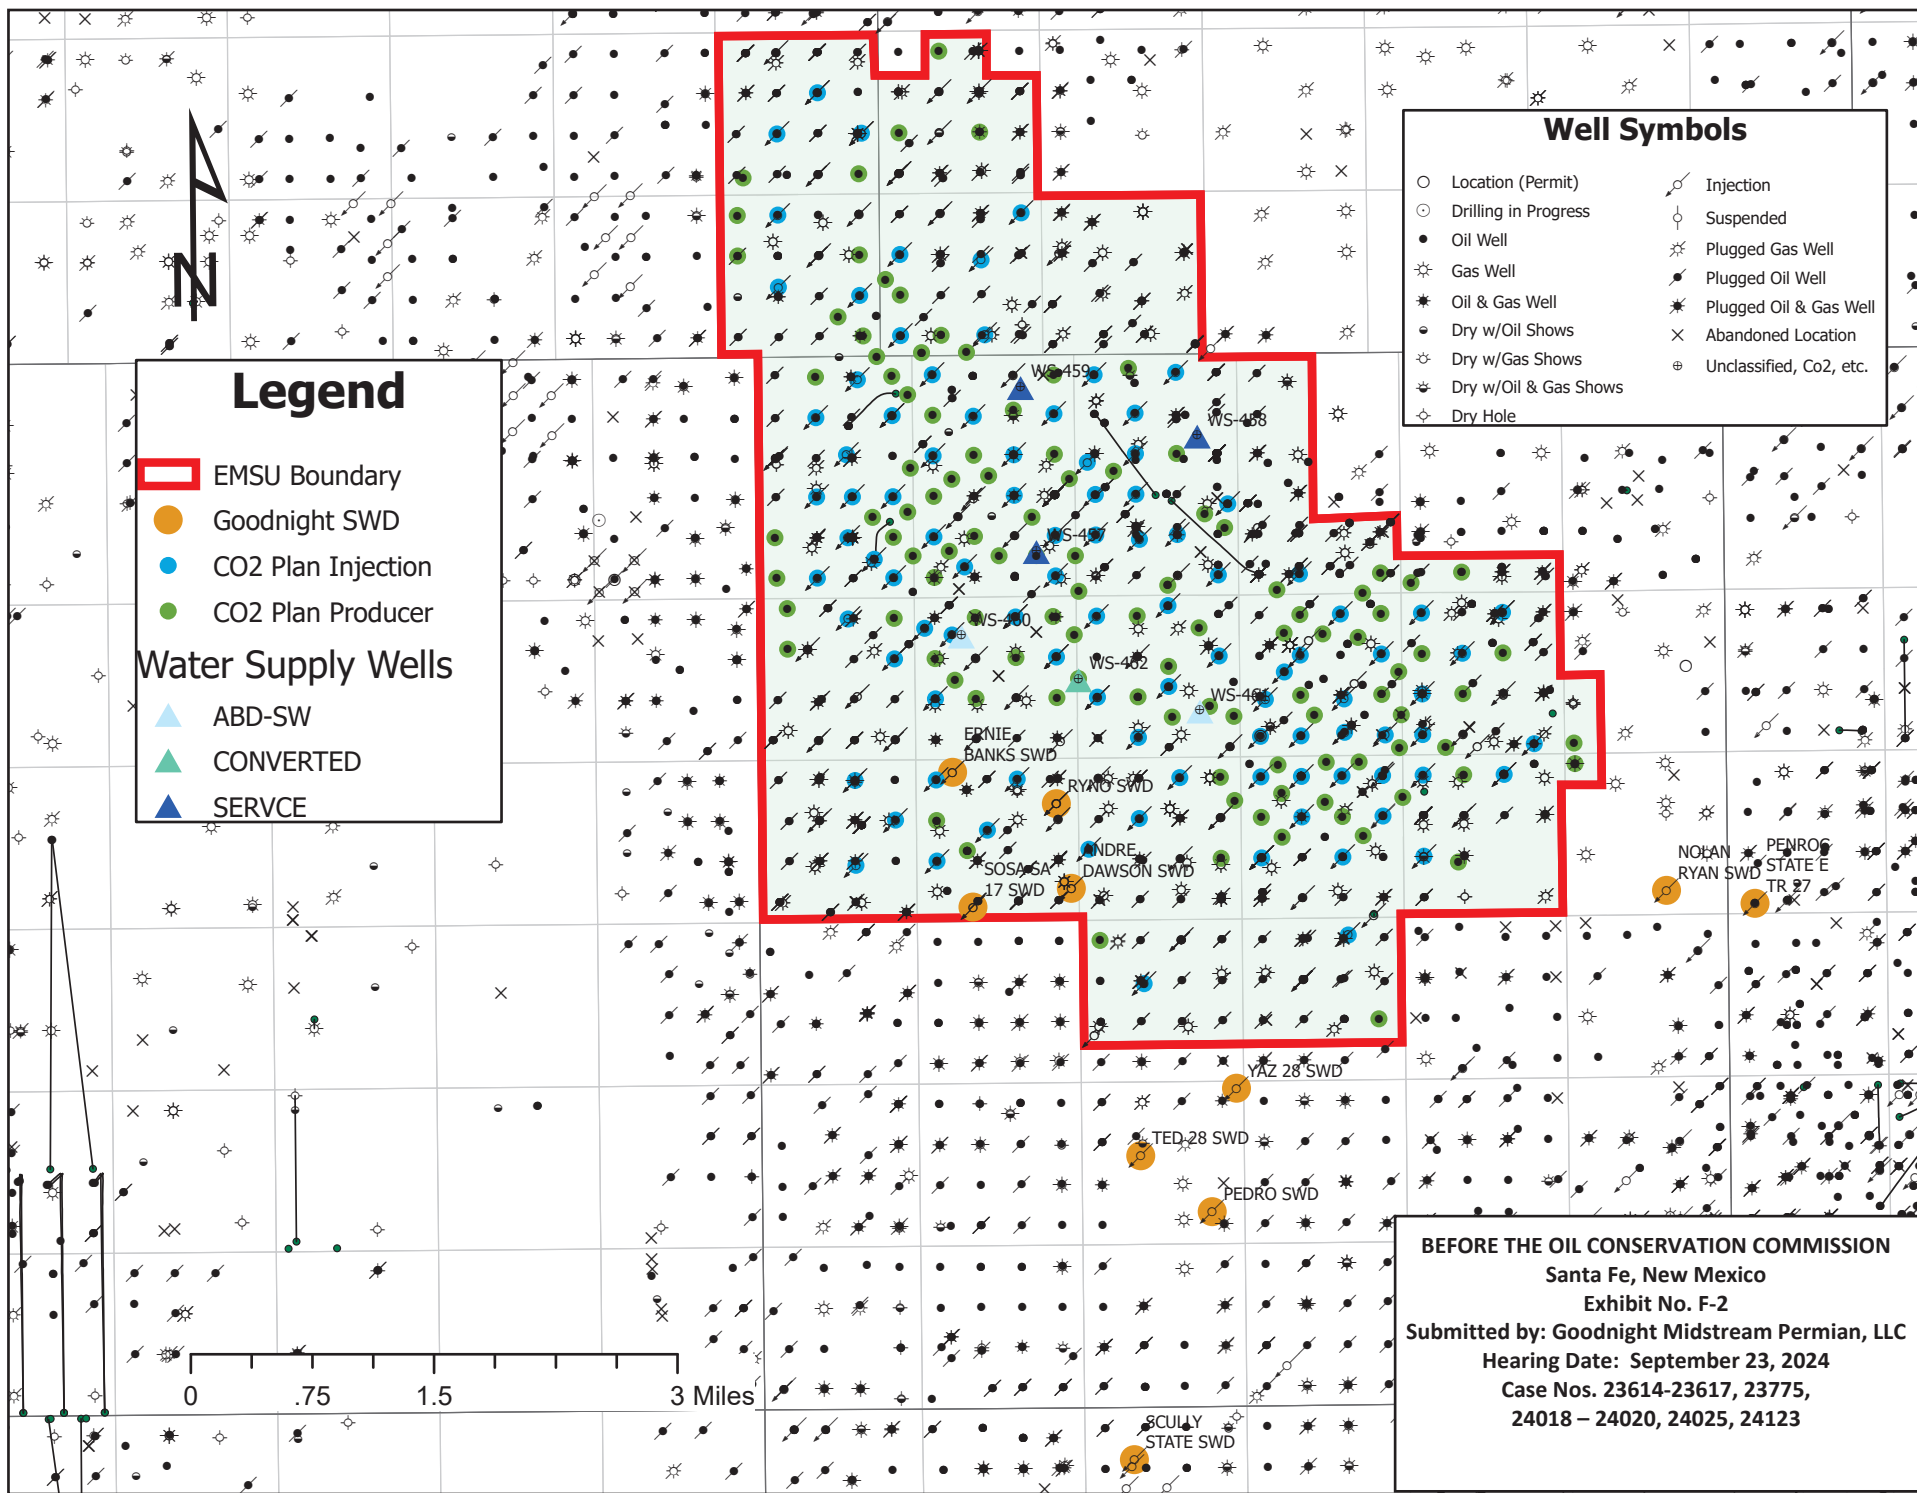 Well Symbols
Location (Permit)
Drilling in Progress
Oil Well
Gas Well
Oil & Gas Well
Dry w/Oil Shows
Dry w/Gas Shows
Dry w/Oil & Gas Shows
Dry Hole
Injection
Suspended
Plugged Gas Well
Plugged Oil Well
Plugged Oil & Gas Well
Abandoned Location
Unclassified, Co2, etc.
N
Legend
EMSU Boundary
Goodnight SWD
CO2 Plan Injection
CO2 Plan Producer
Water Supply Wells
ABD-SW
CONVERTED
SERVCE
WS-459
WS-458
WS-457
WS-460
WS-462
WS-461
ERNIE
BANKS SWD
RYNO SWD
ANDRE
DAWSON SWD
SOSA SA
17 SWD
NOLAN
RYAN SWD
PENROC
STATE E
TR 27
YAZ 28 SWD
TED 28 SWD
PEDRO SWD
SCULLY
STATE SWD
0 .75 1.5 3 Miles
BEFORE THE OIL CONSERVATION COMMISSION
Santa Fe, New Mexico
Exhibit No. F-2
Submitted by: Goodnight Midstream Permian, LLC
Hearing Date: September 23, 2024
Case Nos. 23614-23617, 23775,
24018 – 24020, 24025, 24123